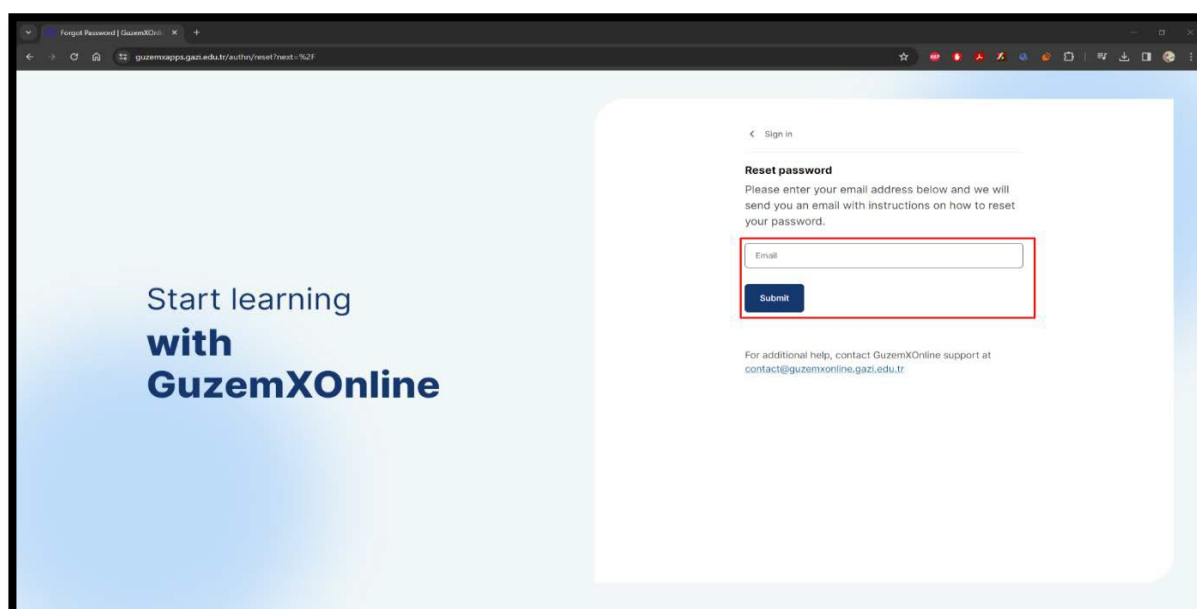 Forgot Password | GuzemXOnli
guzemxapps.gazi.edu.tr/authn/reset?next=%2F
Sign in
Reset password
Please enter your email address below and we will
send you an email with instructions on how to reset
your password.
Email
Submit
Start learning
with
GuzemXOnline
For additional help, contact GuzemXOnline support at
contact@guzemxonline.gazi.edu.tr